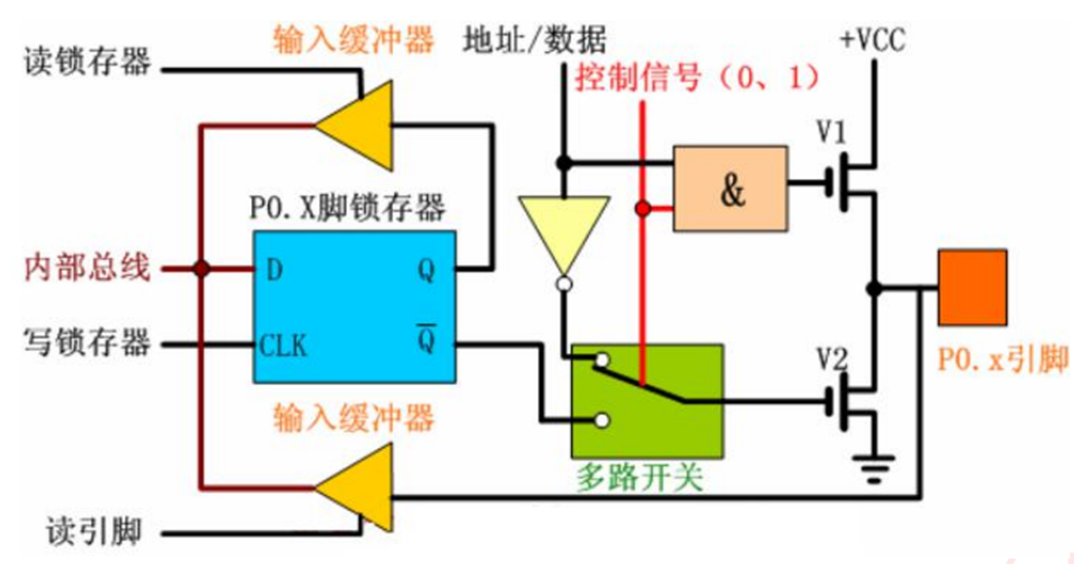 输入缓冲器
地址/数据
+VCC
读锁存器
控制信号（0、1）
V1
&
P0.X脚锁存器
内部总线
D
Q
写锁存器
CLK
Q̅
V2
P0.x引脚
输入缓冲器
多路开关
读引脚